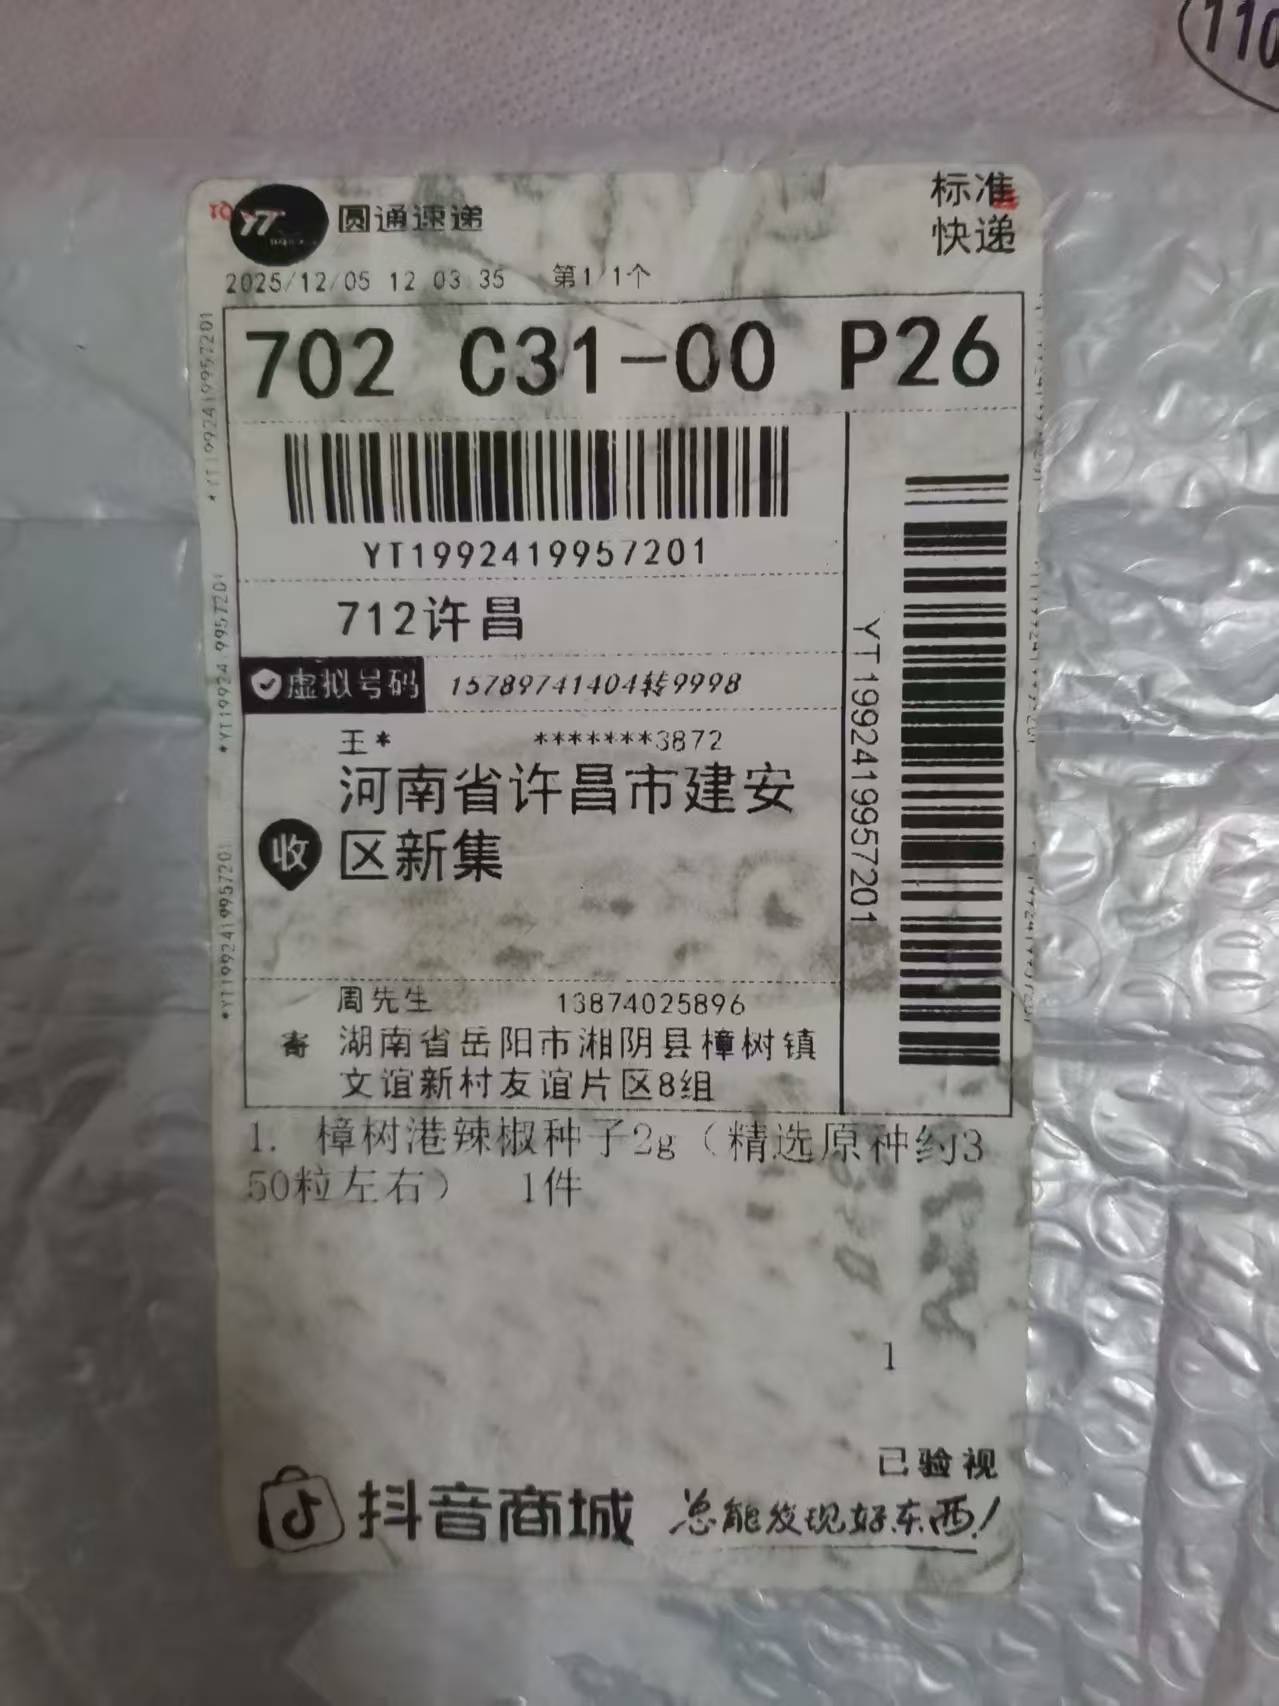 110
标准
快递
YT
圆通速递
2025/12/05 12 03:35 第1/1个
702 C31-00 P26
YT1992419957201
712许昌
虚拟号码 15789741404转9998
王* *******3872
河南省许昌市建安
区新集
收
周先生 13874025896
寄
湖南省岳阳市湘阴县樟树镇
文谊新村友谊片区8组
YT1992419957201
*YT1992419957201
*YT1992419957201
*YT1992419957201
1. 樟树港辣椒种子2g（精选原种约3
50粒左右） 1件
1
已验视
抖音商城 总能发现好东西!